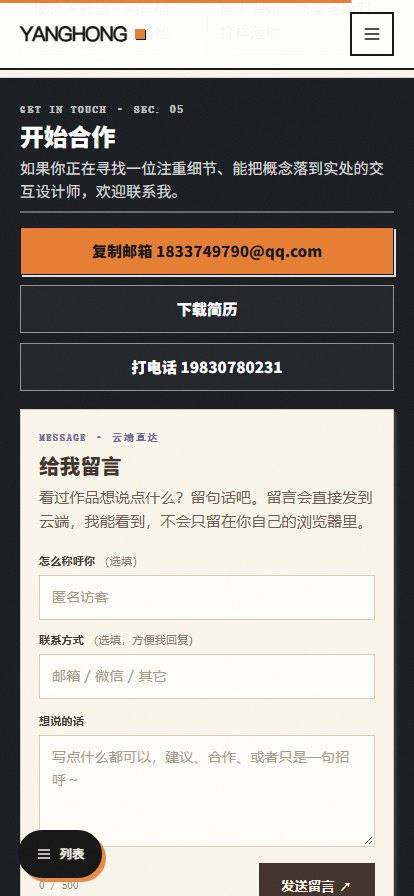 YANGHONG
GET IN TOUCH - SEC. 05
开始合作
如果你正在寻找一位注重细节、能把概念落到实处的交
互设计师，欢迎联系我。
复制邮箱 1833749790@qq.com
下载简历
打电话 19830780231
MESSAGE - 云端直达
给我留言
看过作品想说点什么？留句话吧。留言会直接发到
云端，我能看到，不会只留在你自己的浏览器里。
怎么称呼你 （选填）
匿名访客
联系方式 （选填，方便我回复）
邮箱 / 微信 / 其它
想说的话
写点什么都可以，建议、合作、或者只是一句招
呼～
列表
0 / 500
发送留言 ↗